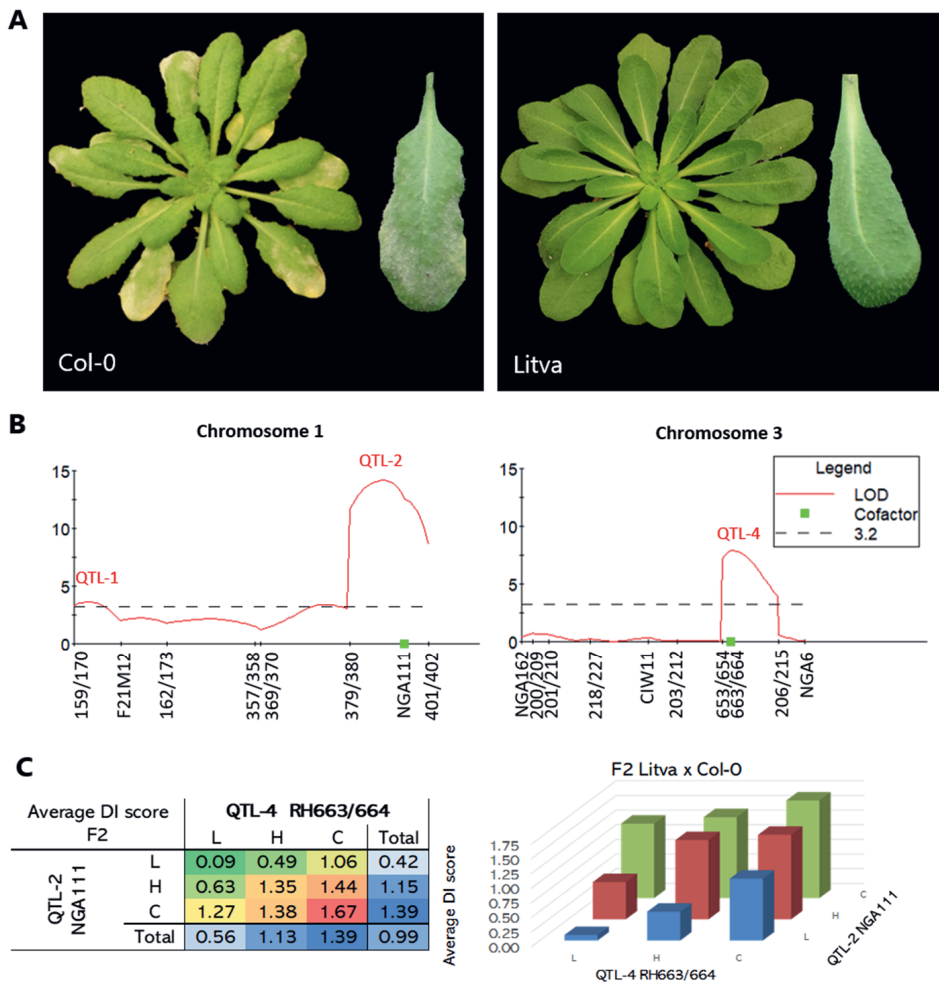 A
Col-0
Litva
B
Chromosome 1
QTL-2
QTL-1
15
10
5
0
159/170
F21M12
162/173
357/358
369/370
379/380
NGA111
401/402
Chromosome 3
Legend
LOD
Cofactor
3.2
QTL-4
15
10
5
0
NGA162
200/209
201/210
218/227
CIW11
203/212
653/654
663/664
206/215
NGA6
C
Average DI score
F2
QTL-4 RH663/664
L H C Total
QTL-2
NGA111
L 0.09 0.49 1.06 0.42
H 0.63 1.35 1.44 1.15
C 1.27 1.38 1.67 1.39
Total 0.56 1.13 1.39 0.99
F2 Litva x Col-0
Average DI score
1.75
1.50
1.25
1.00
0.75
0.50
0.25
0.00
L H C
QTL-4 RH663/664
C
H
L
QTL-2 NGA111